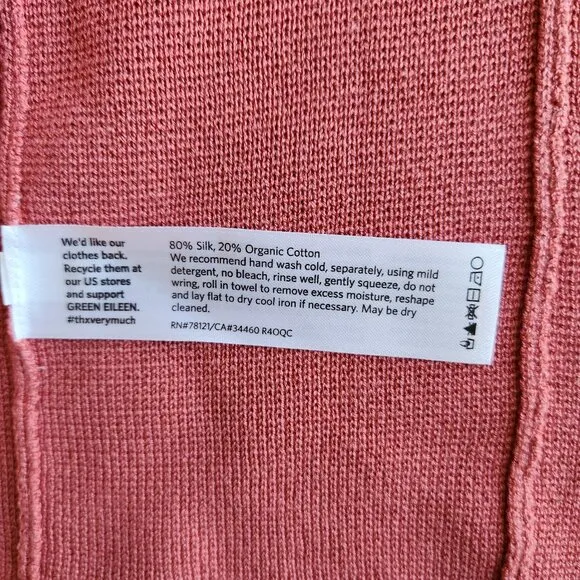 We'd like our
clothes back.
Recycle them at
our US stores
and support
GREEN EILEEN.
#thxverymuch
80% Silk, 20% Organic Cotton
We recommend hand wash cold, separately, using mild
detergent, no bleach, rinse well, gently squeeze, do not
wring, roll in towel to remove excess moisture, reshape
and lay flat to dry cool iron if necessary. May be dry
cleaned.
RN#78121/CA#34460 R4OQC